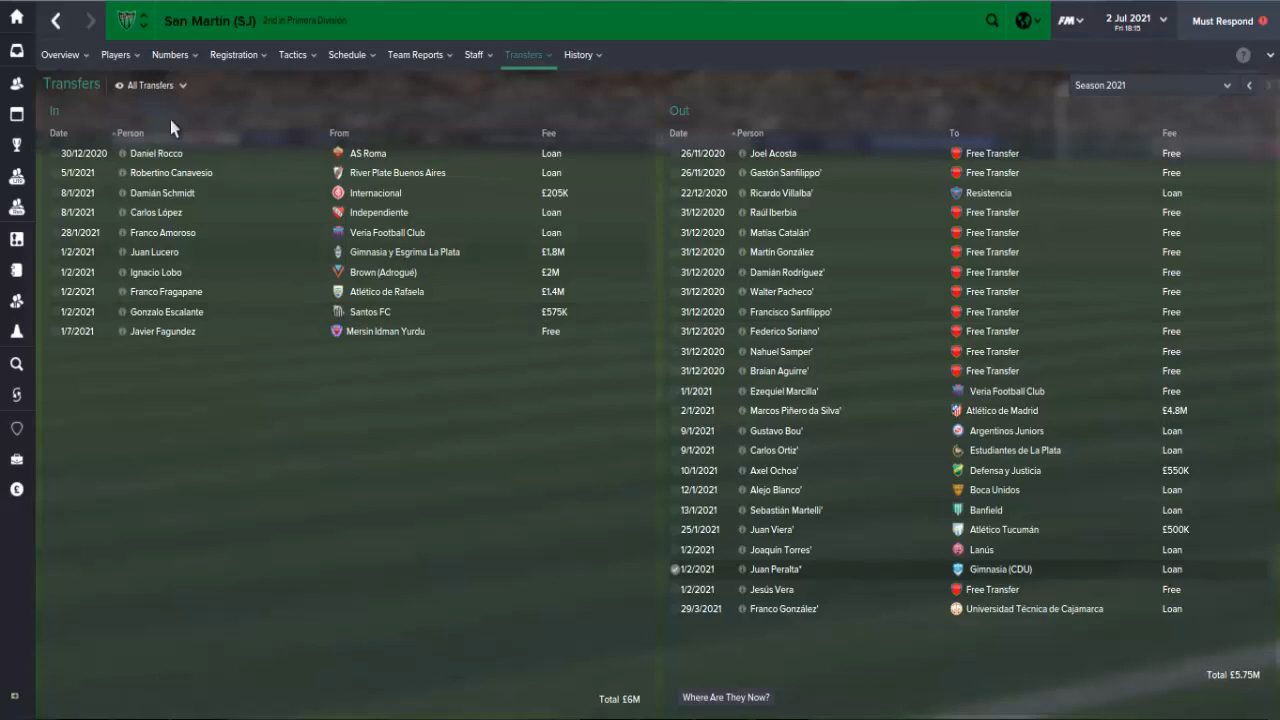 San Martín (SJ) 2nd in Primera División
FM
2 Jul 2021
Fri 18:15
Must Respond
Overview Players Numbers Registration Tactics Schedule Team Reports Staff Transfers History
Transfers All Transfers
Season 2021
In
Date Person From Fee
30/12/2020 Daniel Rocco AS Roma Loan
5/1/2021 Robertino Canavesio River Plate Buenos Aires Loan
8/1/2021 Damián Schmidt Internacional £205K
8/1/2021 Carlos López Independiente Loan
28/1/2021 Franco Amoroso Veria Football Club Loan
1/2/2021 Juan Lucero Gimnasia y Esgrima La Plata £1.8M
1/2/2021 Ignacio Lobo Brown (Adrogué) £2M
1/2/2021 Franco Fragapane Atlético de Rafaela £1.4M
1/2/2021 Gonzalo Escalante Santos FC £575K
1/7/2021 Javier Fagundez Mersin Idman Yurdu Free
Total £6M
Out
Date Person To Fee
26/11/2020 Joel Acosta Free Transfer Free
26/11/2020 Gastón Sanfilippo' Free Transfer Free
22/12/2020 Ricardo Villalba' Resistencia Loan
31/12/2020 Raúl Iberbia Free Transfer Free
31/12/2020 Matías Catalán' Free Transfer Free
31/12/2020 Martín González Free Transfer Free
31/12/2020 Damián Rodríguez' Free Transfer Free
31/12/2020 Walter Pacheco' Free Transfer Free
31/12/2020 Francisco Sanfilippo' Free Transfer Free
31/12/2020 Federico Soriano' Free Transfer Free
31/12/2020 Nahuel Samper' Free Transfer Free
31/12/2020 Braian Aguirre' Free Transfer Free
1/1/2021 Ezequiel Marcilla' Veria Football Club Free
2/1/2021 Marcos Piñero da Silva' Atlético de Madrid £4.8M
9/1/2021 Gustavo Bou' Argentinos Juniors Loan
9/1/2021 Carlos Ortiz' Estudiantes de La Plata Loan
10/1/2021 Axel Ochoa' Defensa y Justicia £550K
12/1/2021 Alejo Blanco' Boca Unidos Loan
13/1/2021 Sebastián Martelli' Banfield Loan
25/1/2021 Juan Viera' Atlético Tucumán £500K
1/2/2021 Joaquín Torres' Lanús Loan
1/2/2021 Juan Peralta* Gimnasia (CDU) Loan
1/2/2021 Jesús Vera Free Transfer Free
29/3/2021 Franco González' Universidad Técnica de Cajamarca Loan
Total £5.75M
Where Are They Now?